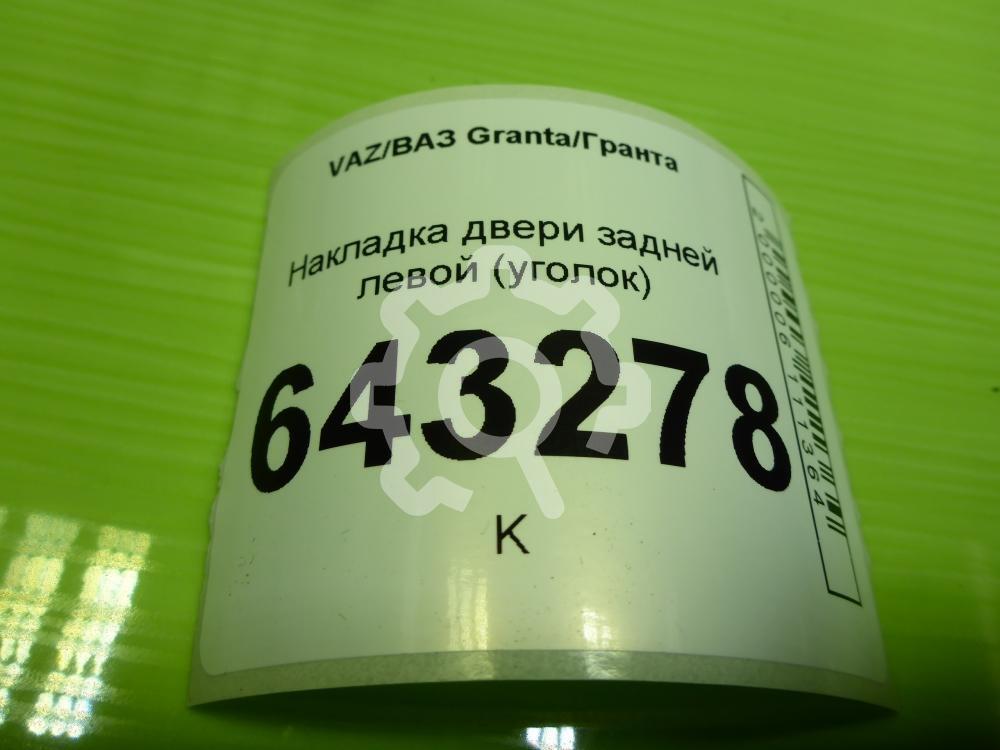 VAZ/ВАЗ Granta/Гранта
Накладка двери задней
левой (уголок)
643278
К